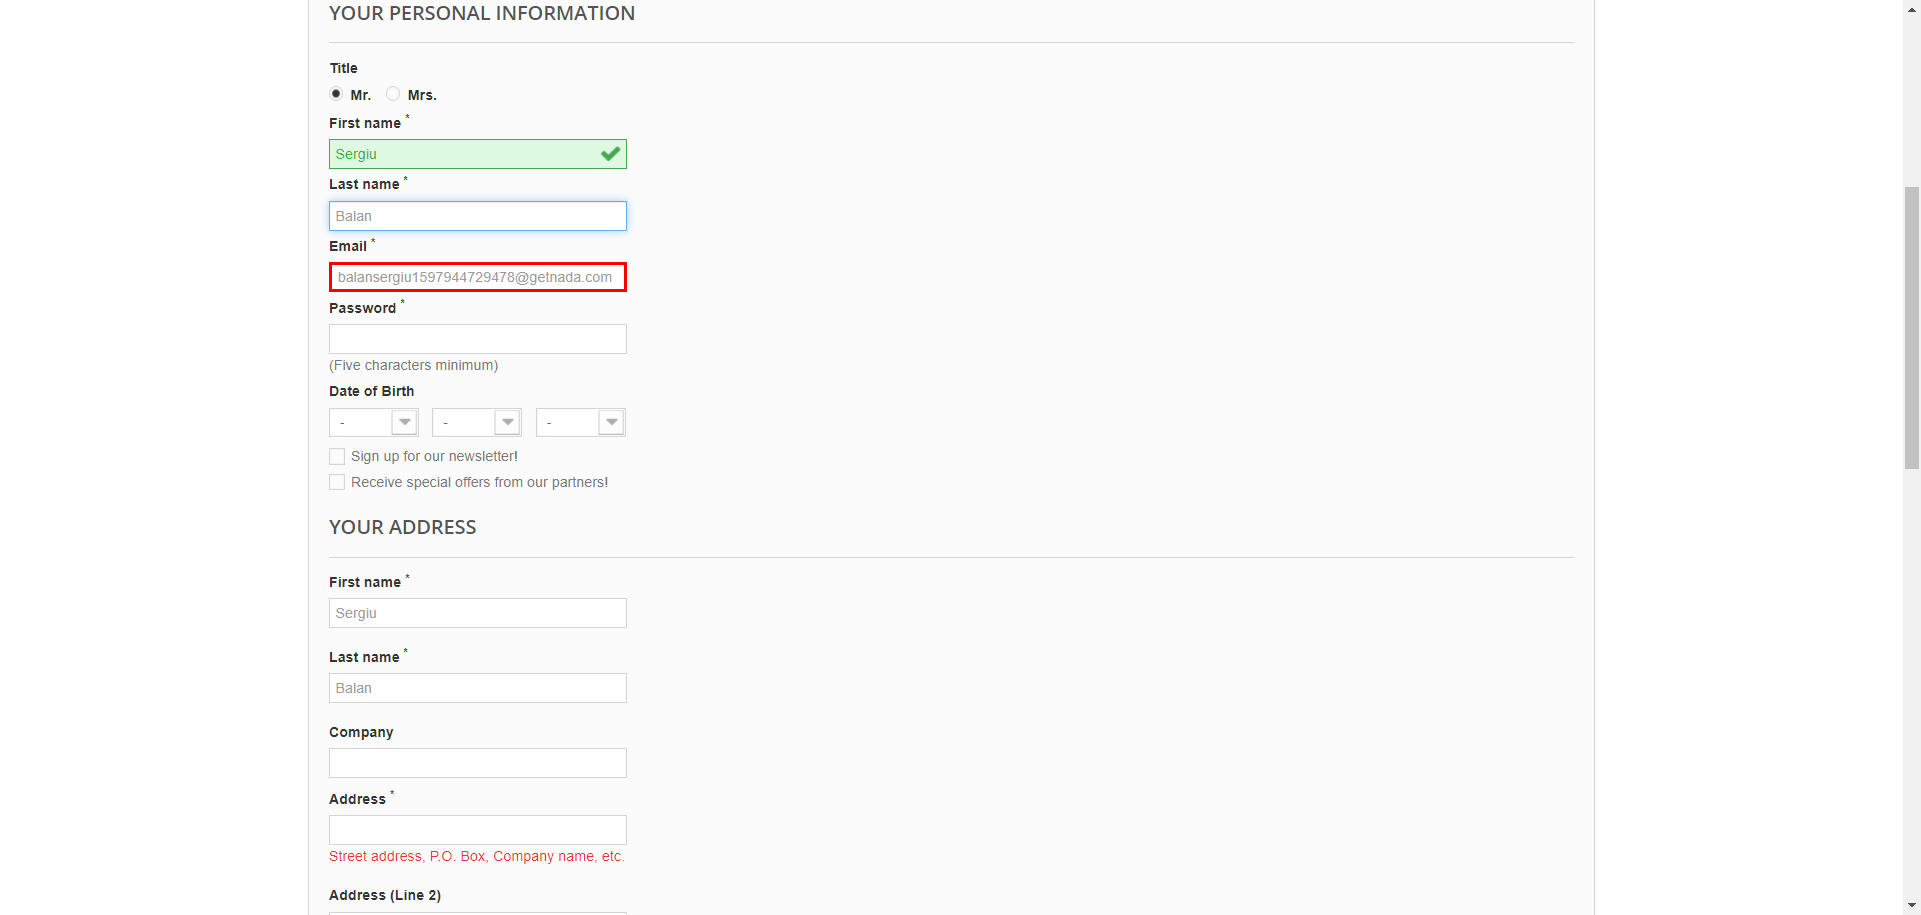 YOUR PERSONAL INFORMATION
Title
Mr. Mrs.
First name *
Sergiu
Last name *
Balan
Email *
balansergiu1597944729478@getnada.com
Password *
(Five characters minimum)
Date of Birth
- - -
Sign up for our newsletter!
Receive special offers from our partners!
YOUR ADDRESS
First name *
Sergiu
Last name *
Balan
Company
Address *
Street address, P.O. Box, Company name, etc.
Address (Line 2)